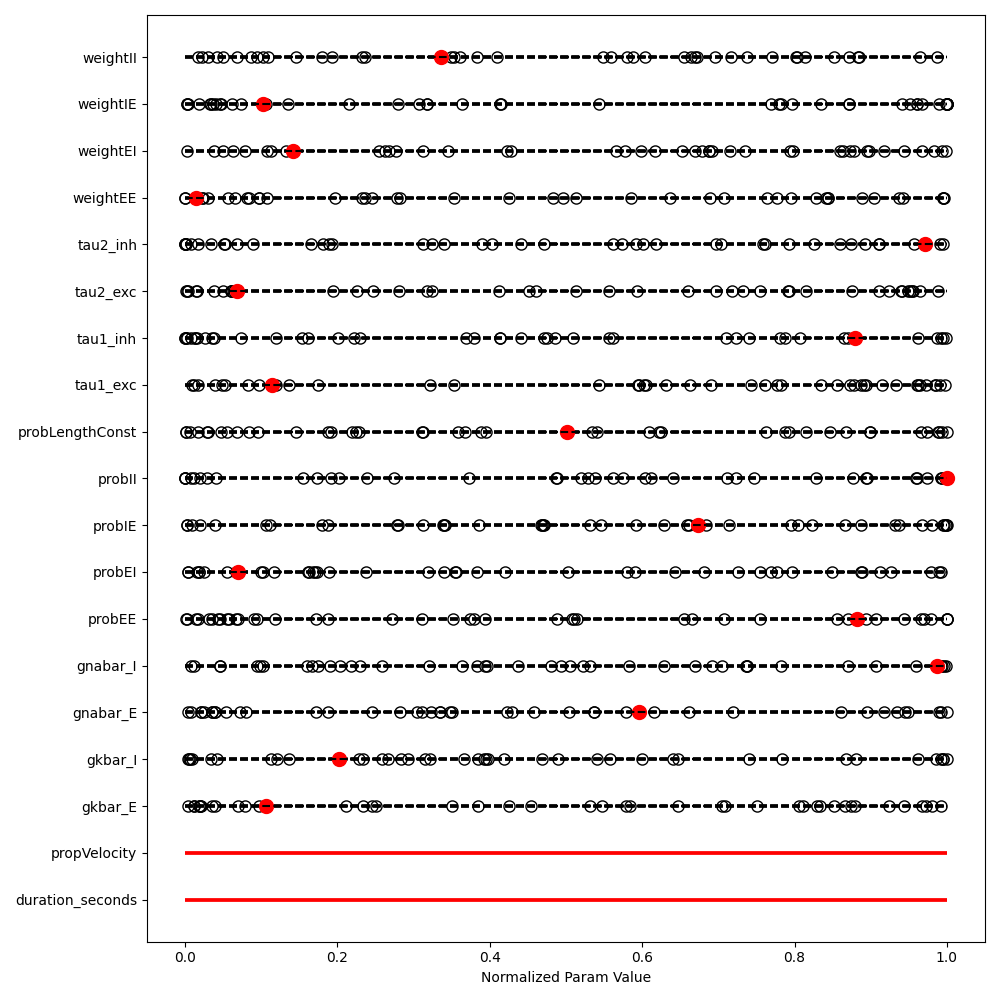 weightII
weightIE
weightEI
weightEE
tau2_inh
tau2_exc
tau1_inh
tau1_exc
probLengthConst
probII
probIE
probEI
probEE
gnabar_I
gnabar_E
gkbar_I
gkbar_E
propVelocity
duration_seconds
0.0 0.2 0.4 0.6 0.8 1.0
Normalized Param Value